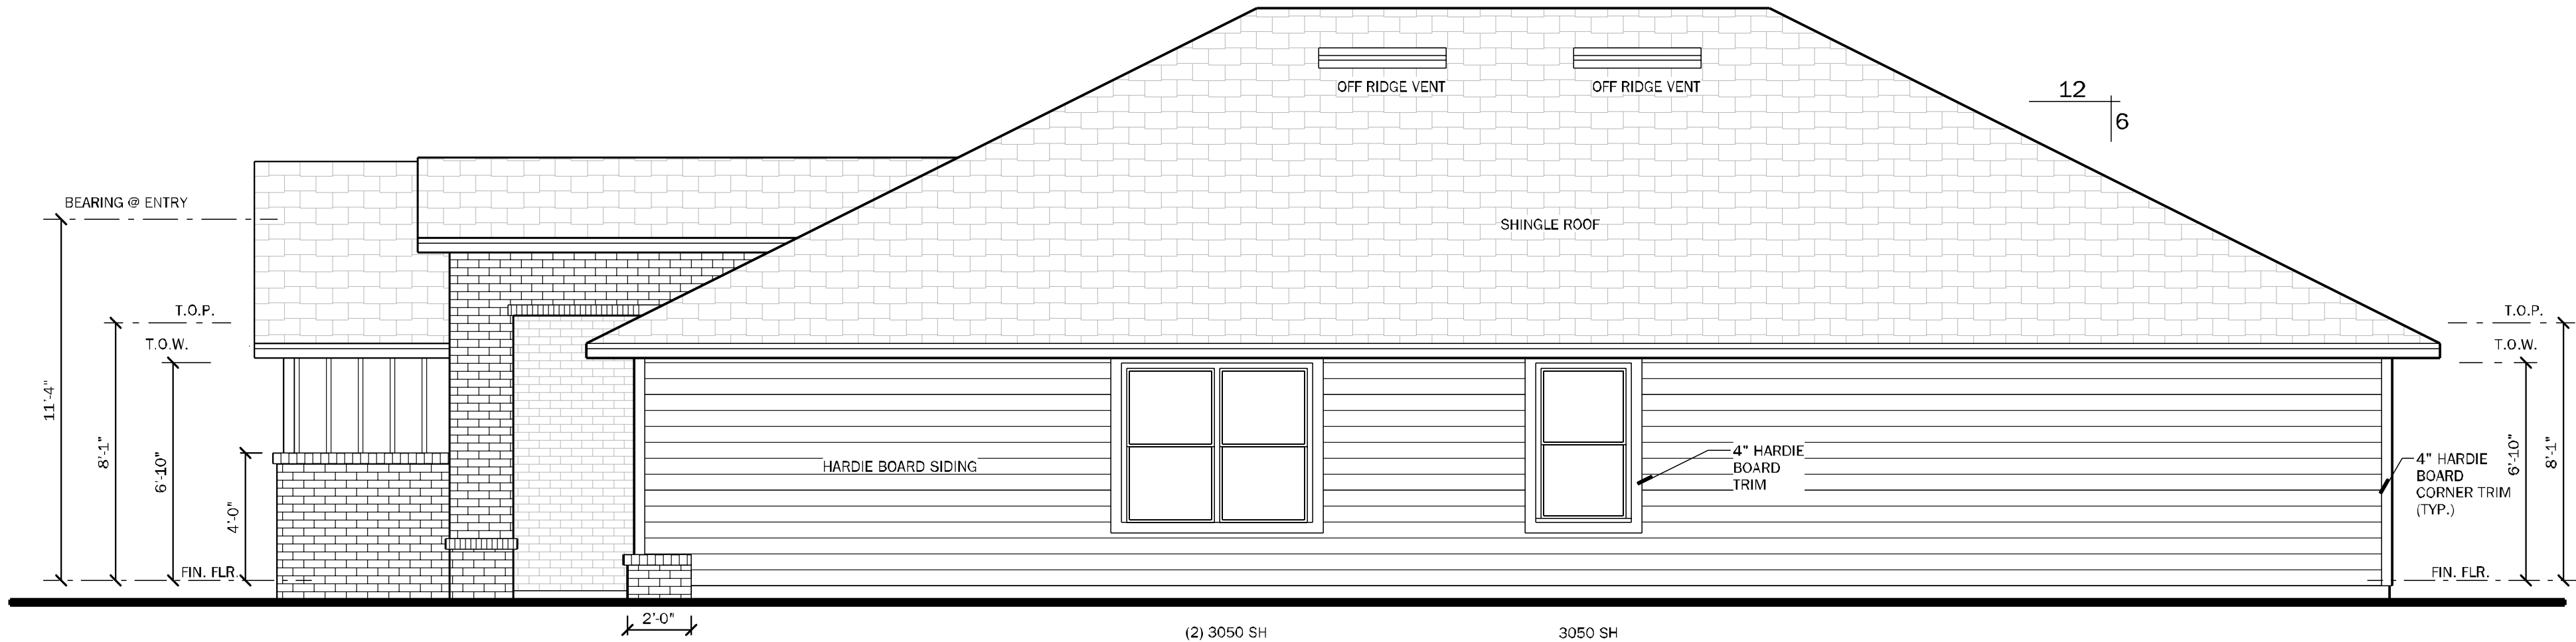 OFF RIDGE VENT
OFF RIDGE VENT
12
6
BEARING @ ENTRY
SHINGLE ROOF
T.O.P.
T.O.W.
T.O.P.
T.O.W.
11'-4"
8'-1"
6'-10"
4'-0"
HARDIE BOARD SIDING
4" HARDIE
BOARD
TRIM
4" HARDIE
BOARD
CORNER TRIM
(TYP.)
6'-10"
8'-1"
FIN. FLR.
FIN. FLR.
2'-0"
(2) 3050 SH
3050 SH